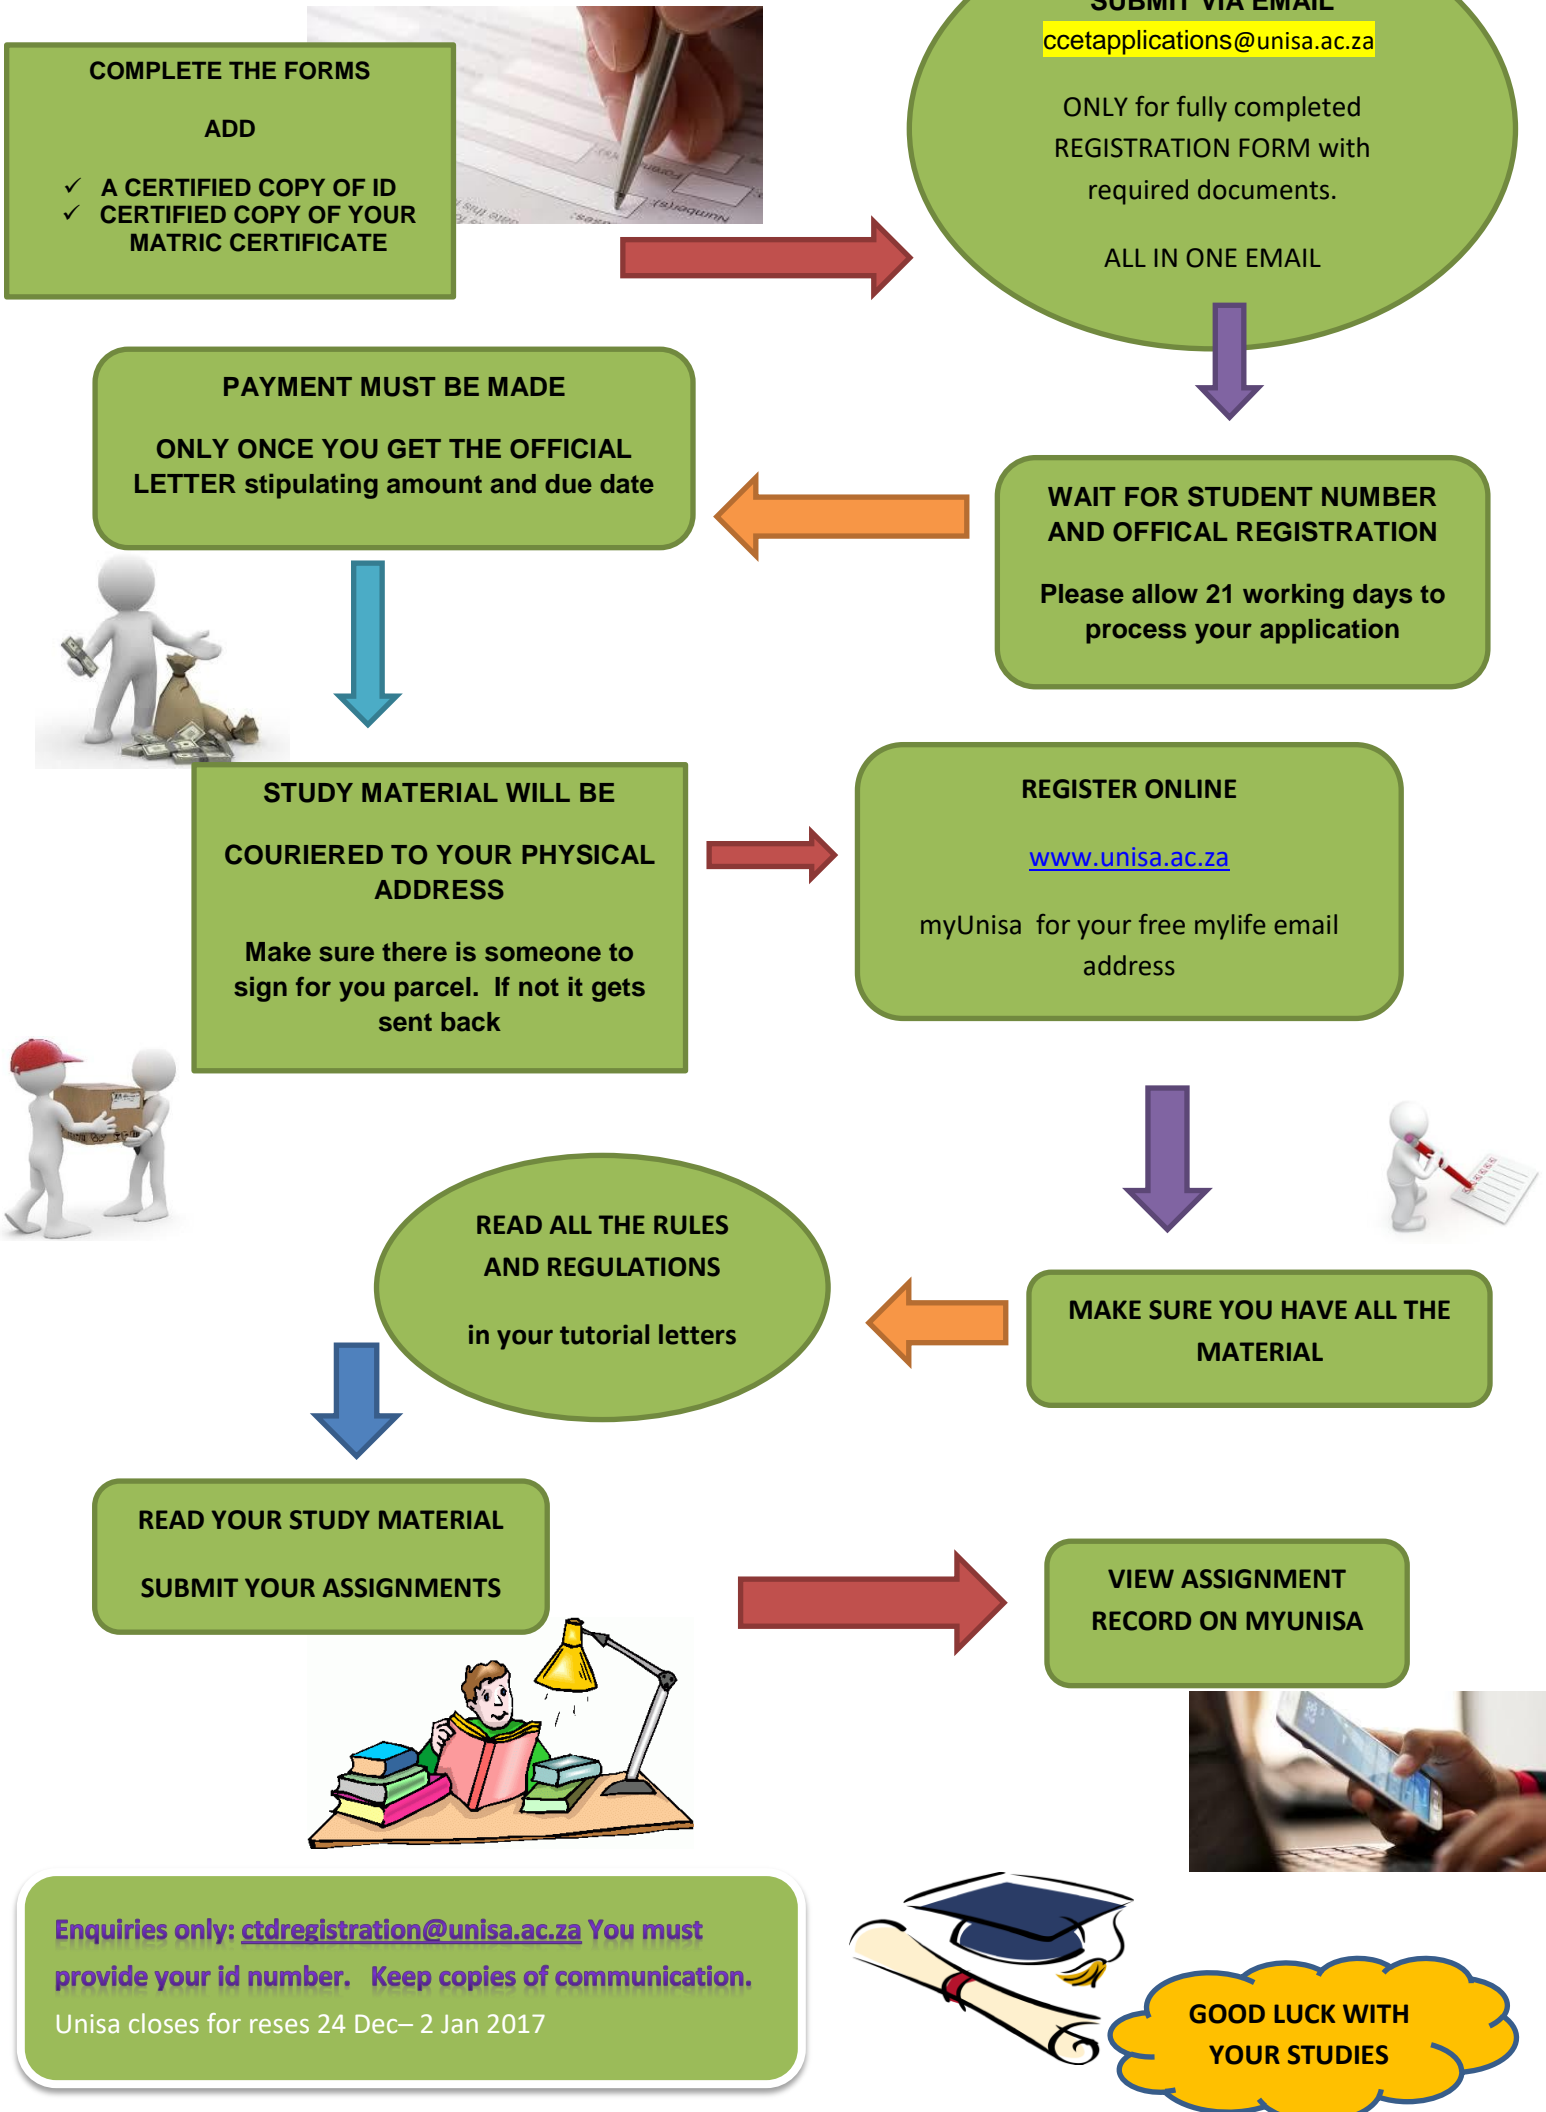 COMPLETE THE FORMS
ADD
✓ A CERTIFIED COPY OF ID
✓ CERTIFIED COPY OF YOUR
MATRIC CERTIFICATE
SUBMIT VIA EMAIL
ccetapplications@unisa.ac.za
ONLY for fully completed
REGISTRATION FORM with
required documents.
ALL IN ONE EMAIL
WAIT FOR STUDENT NUMBER
AND OFFICAL REGISTRATION
Please allow 21 working days to
process your application
PAYMENT MUST BE MADE
ONLY ONCE YOU GET THE OFFICIAL
LETTER stipulating amount and due date
STUDY MATERIAL WILL BE
COURIERED TO YOUR PHYSICAL
ADDRESS
Make sure there is someone to
sign for you parcel. If not it gets
sent back
REGISTER ONLINE
www.unisa.ac.za
myUnisa for your free mylife email
address
MAKE SURE YOU HAVE ALL THE
MATERIAL
READ ALL THE RULES
AND REGULATIONS
in your tutorial letters
READ YOUR STUDY MATERIAL
SUBMIT YOUR ASSIGNMENTS
VIEW ASSIGNMENT
RECORD ON MYUNISA
Enquiries only: ctdregistration@unisa.ac.za You must
provide your id number. Keep copies of communication.
Unisa closes for reses 24 Dec– 2 Jan 2017
GOOD LUCK WITH
YOUR STUDIES